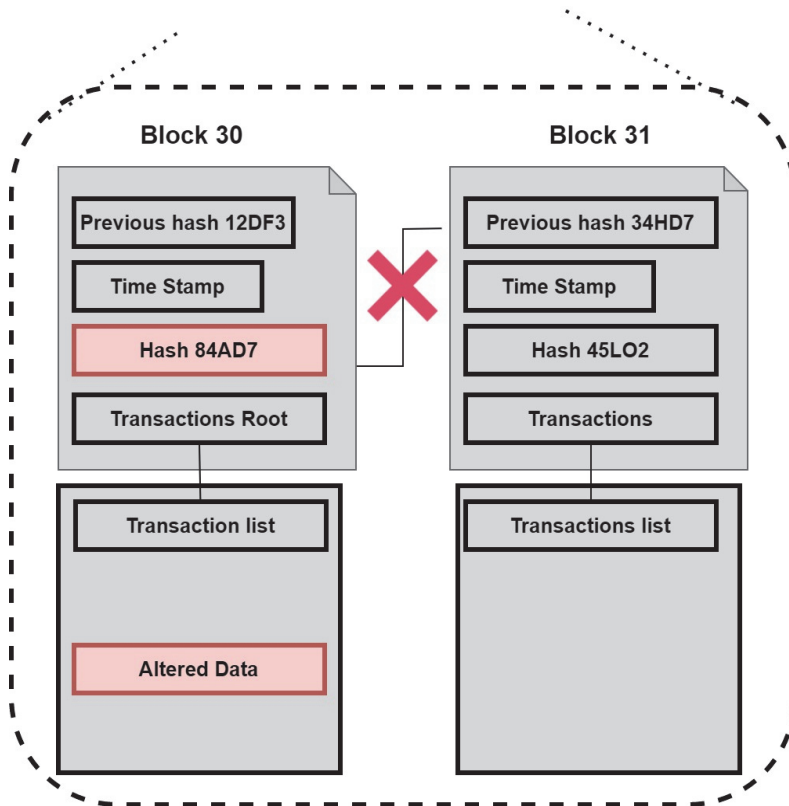 Block 30
Previous hash 12DF3
Time Stamp
Hash 84AD7
Transactions Root
Transaction list
Altered Data
Block 31
Previous hash 34HD7
Time Stamp
Hash 45LO2
Transactions
Transactions list